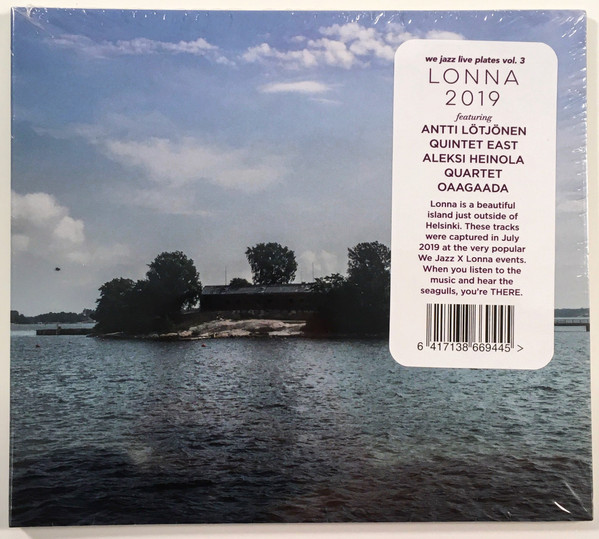 we jazz live plates vol. 3
LONNA
2019
featuring
ANTTI LÖTJÖNEN
QUINTET EAST
ALEKSI HEINOLA
QUARTET
OAAGAADA
Lonna is a beautiful
island just outside of
Helsinki. These tracks
were captured in July
2019 at the very popular
We Jazz X Lonna events.
When you listen to the
music and hear the
seagulls, you're THERE.
6 417138 669445 >